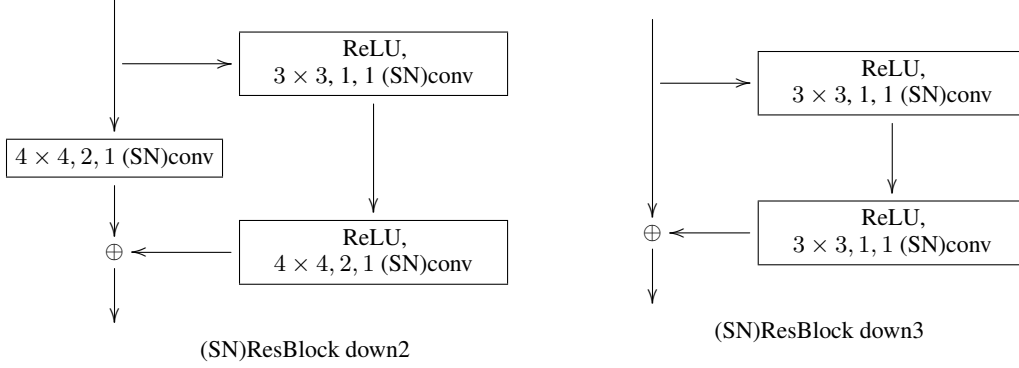 ReLU,
3 × 3, 1, 1 (SN)conv
4 × 4, 2, 1 (SN)conv
ReLU,
4 × 4, 2, 1 (SN)conv
(SN)ResBlock down2
ReLU,
3 × 3, 1, 1 (SN)conv
ReLU,
3 × 3, 1, 1 (SN)conv
(SN)ResBlock down3